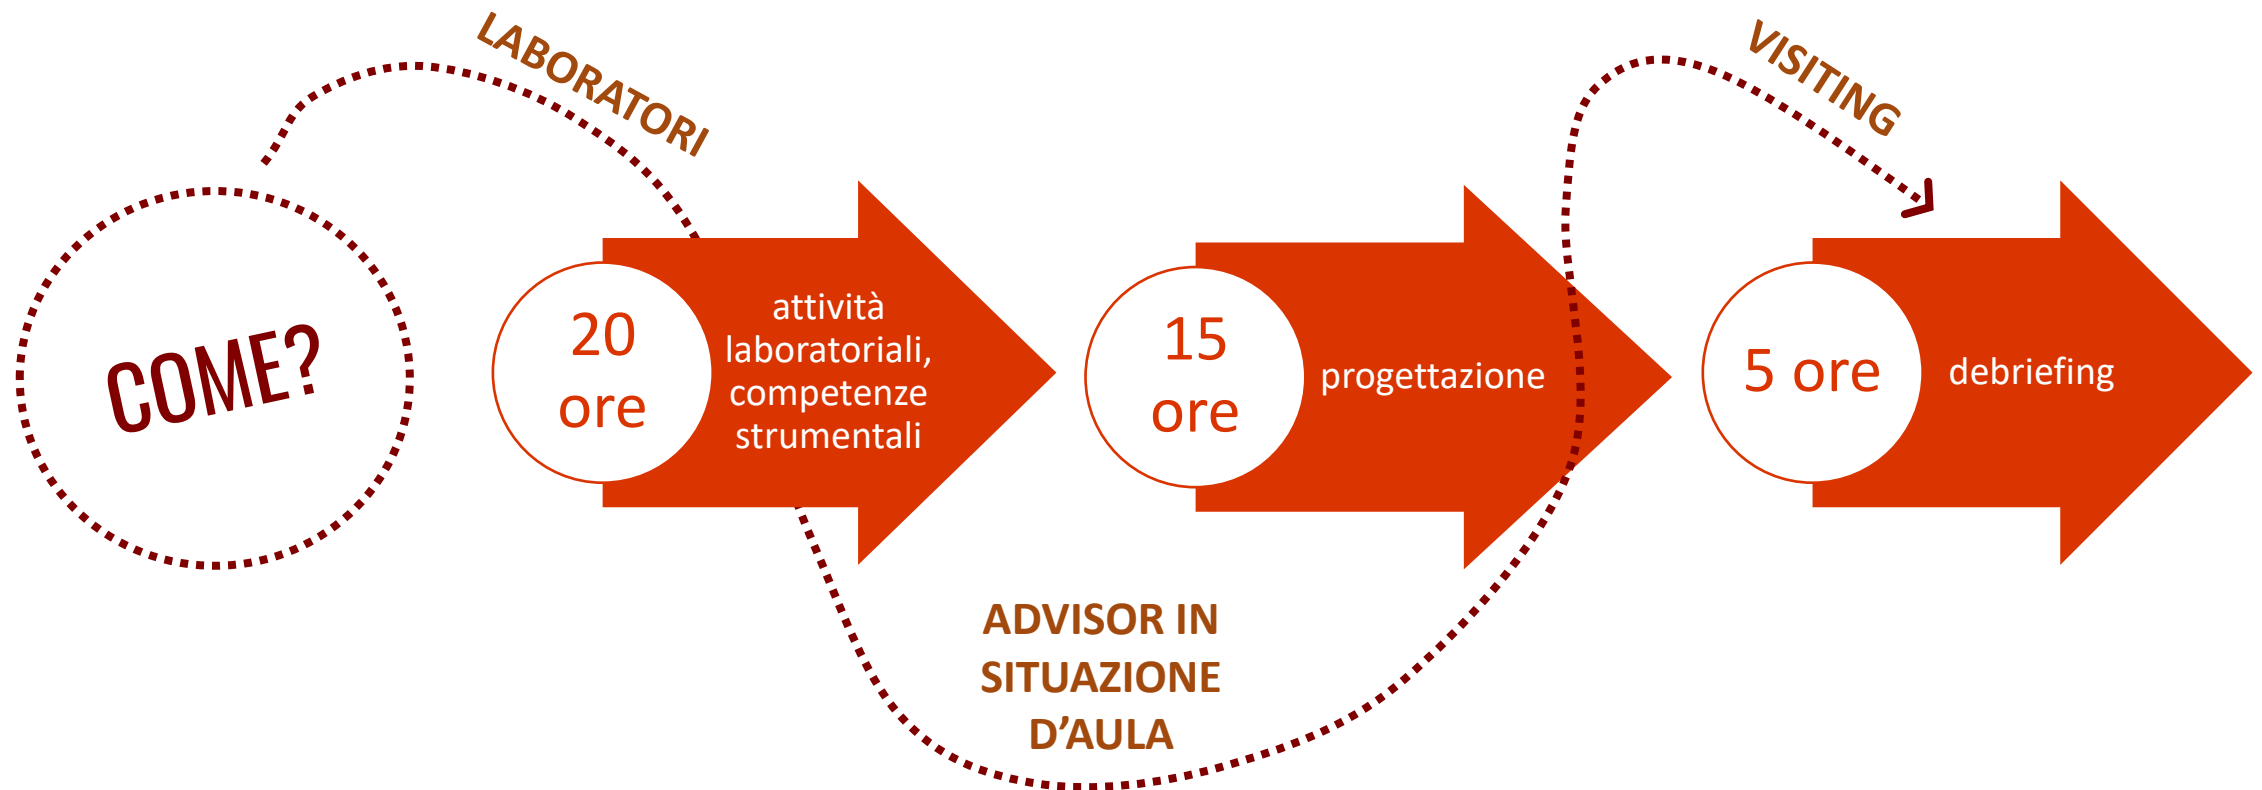 LABORATORI
VISITING
COME?
20
ore
attività
laboratoriali,
competenze
strumentali
15
ore
progettazione
5 ore
debriefing
ADVISOR IN
SITUAZIONE
D’AULA